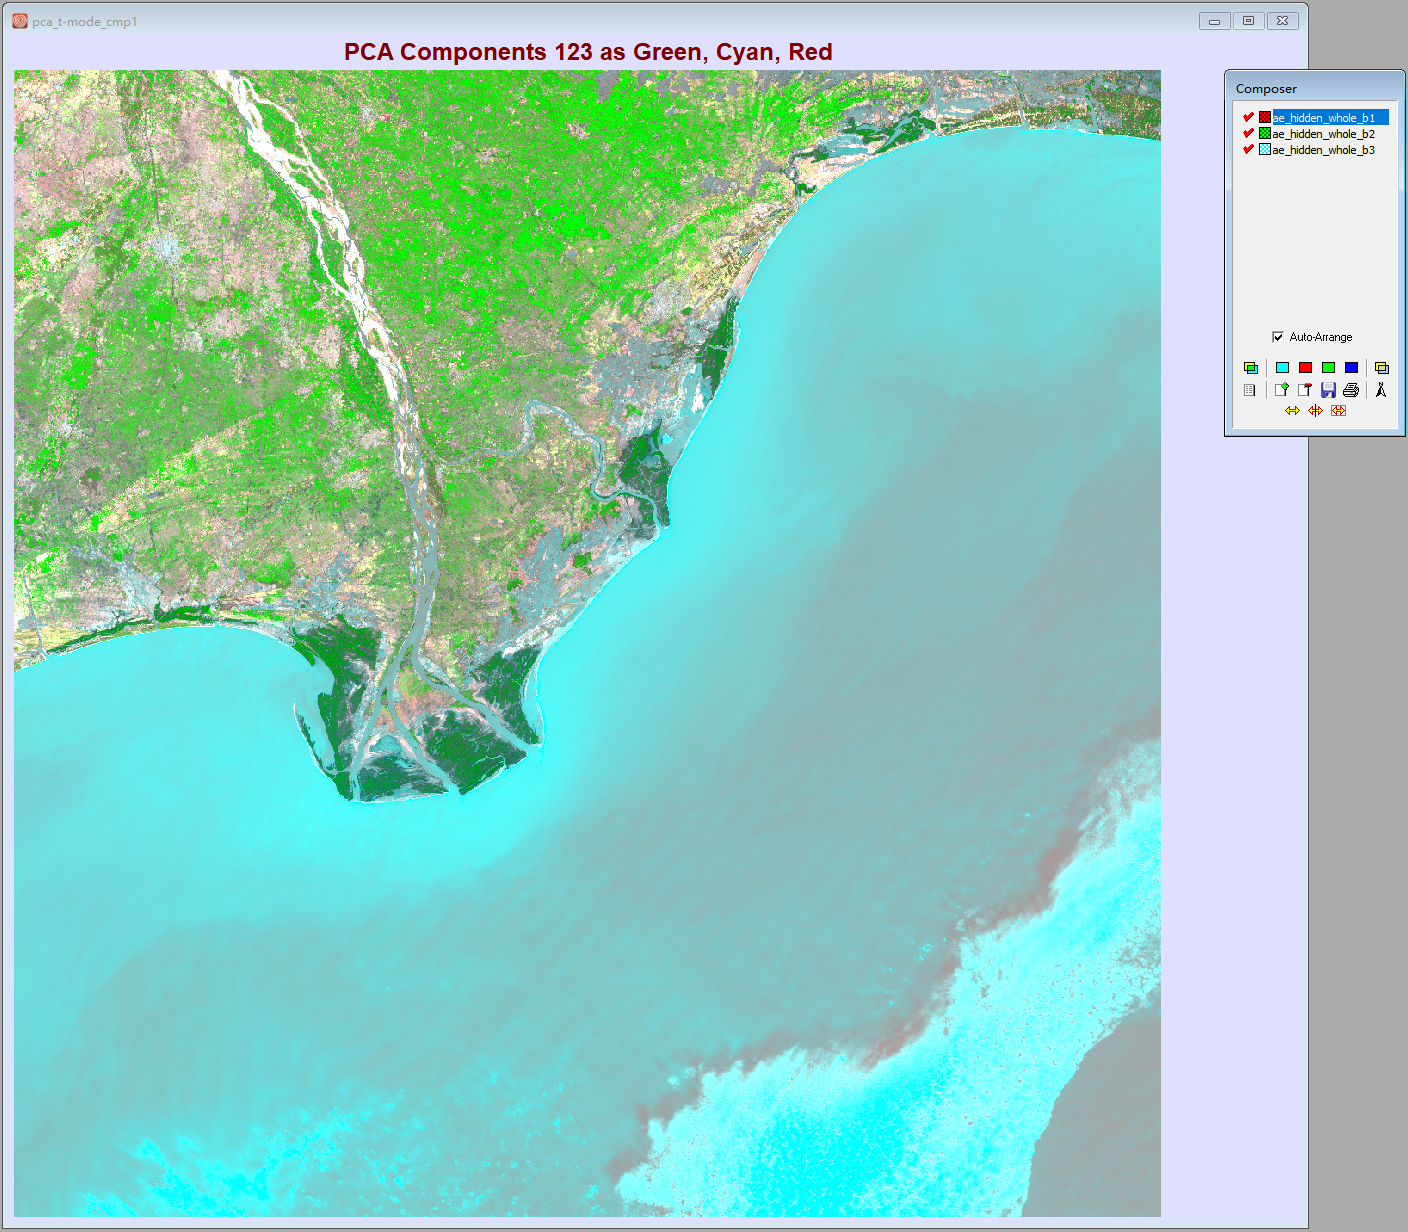 pca_t-mode_cmp1
PCA Components 123 as Green, Cyan, Red
Composer
ae_hidden_whole_b1
ae_hidden_whole_b2
ae_hidden_whole_b3
Auto-Arrange